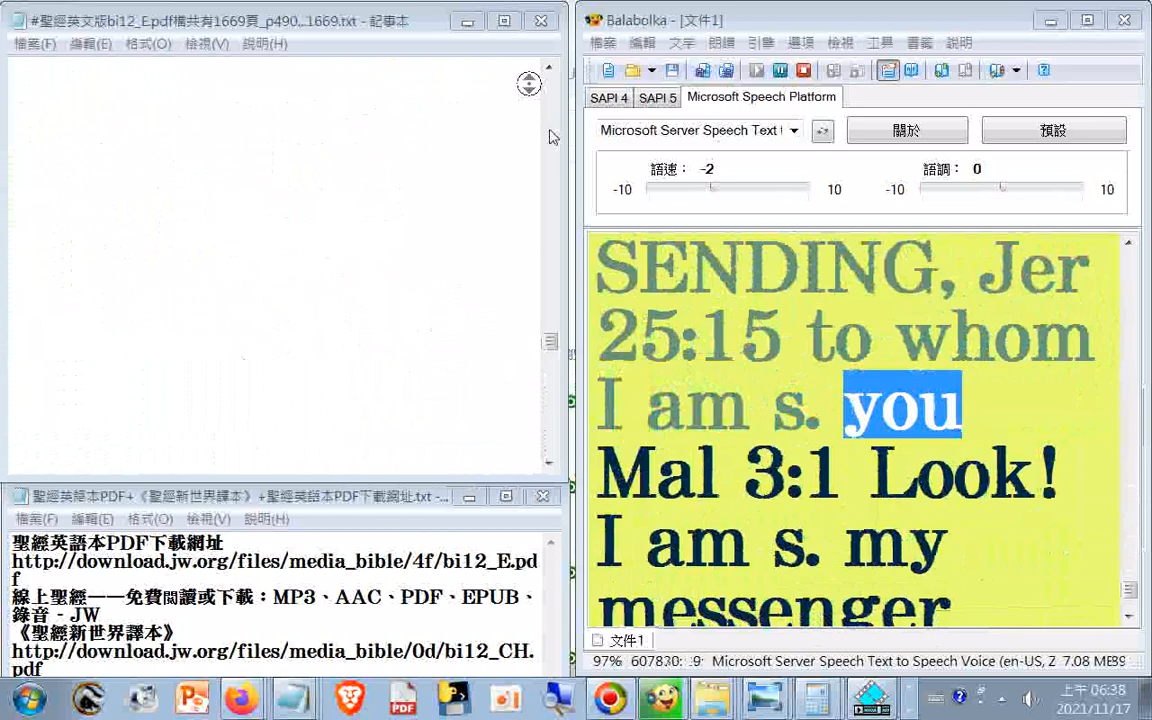 #聖經英文版bi12_E.pdf檔共有1669頁_p490,..1669.txt - 記事本
檔案(F) 編輯(E) 格式(O) 檢視(V) 說明(H)
聖經英語本PDF+《聖經新世界譯本》+聖經英語本PDF下載網址.txt -...
檔案(F) 編輯(E) 格式(O) 檢視(V) 說明(H)
聖經英語本PDF下載網址
http://download.jw.org/files/media_bible/4f/bi12_E.pd
f
線上聖經——免費閱讀或下載：MP3、AAC、PDF、EPUB、
錄音 - JW
《聖經新世界譯本》
http://download.jw.org/files/media_bible/0d/bi12_CH.
pdf
Balabolka - [文件1]
檔案 編輯 文字 朗讀 引擎 選項 檢視 工具 書籤 說明
SAPI 4 SAPI 5 Microsoft Speech Platform
Microsoft Server Speech Text 關於 預設
語速： -2 語調： 0
-10 10 -10 10
SENDING, Jer
25:15 to whom
I am s. you
Mal 3:1 Look!
I am s. my
messenger
文件1
97% Microsoft Server Speech Text to Speech Voice (en-US, Z 7.08 MB
上午 06:38
2021/11/17